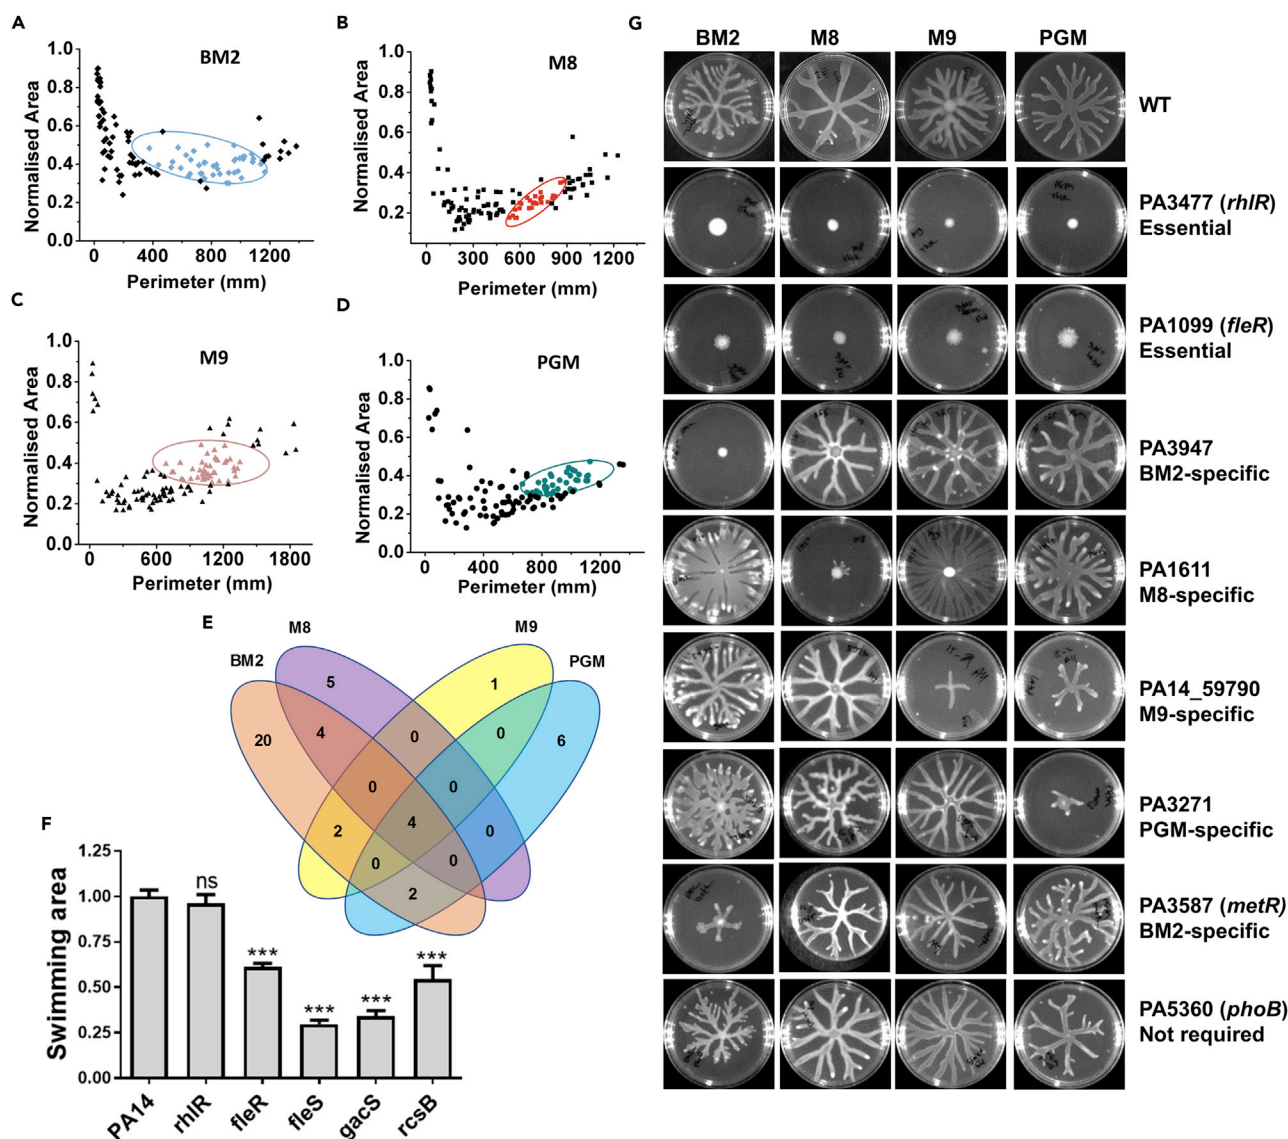 A
BM2
Normalised Area
1.0
0.8
0.6
0.4
0.2
0.0
0 400 800 1200
Perimeter (mm)
B
M8
Normalised Area
1.0
0.8
0.6
0.4
0.2
0 300 600 900 1200
Perimeter (mm)
C
M9
Normalised Area
1.0
0.8
0.6
0.4
0.2
0.0
0 600 1200 1800
Perimeter (mm)
D
PGM
Normalised Area
1.0
0.8
0.6
0.4
0.2
0.0
0 400 800 1200
Perimeter (mm)
E
M8 M9
BM2 PGM
5 1
20 4 0 0 6
0 0
2 4 0
0 0
2
F
Swimming area
1.25
1.00
0.75
0.50
0.25
0.00
ns
***
***
***
***
PA14 rhlR fleR fleS gacS rcsB
G
BM2 M8 M9 PGM
WT
PA3477 (rhlR)
Essential
PA1099 (fleR)
Essential
PA3947
BM2-specific
PA1611
M8-specific
PA14_59790
M9-specific
PA3271
PGM-specific
PA3587 (metR)
BM2-specific
PA5360 (phoB)
Not required